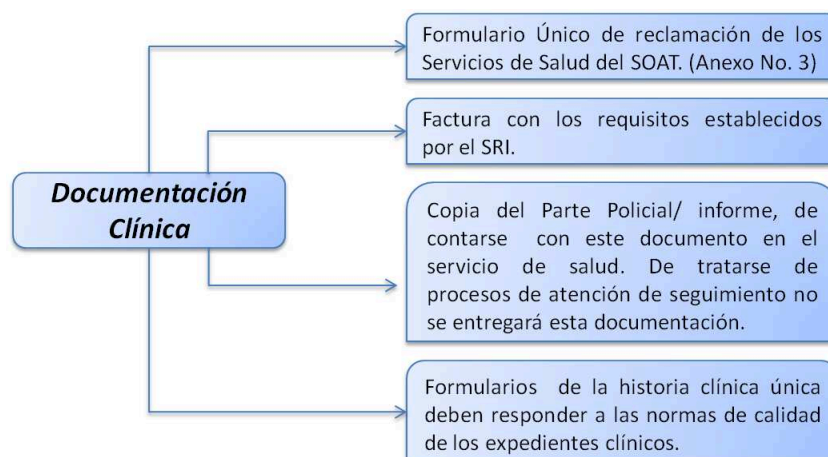 Documentación
Clínica
Formulario Único de reclamación de los
Servicios de Salud del SOAT. (Anexo No. 3)
Factura con los requisitos establecidos
por el SRI.
Copia del Parte Policial/ informe, de
contarse con este documento en el
servicio de salud. De tratarse de
procesos de atención de seguimiento no
se entregará esta documentación.
Formularios de la historia clínica única
deben responder a las normas de calidad
de los expedientes clínicos.